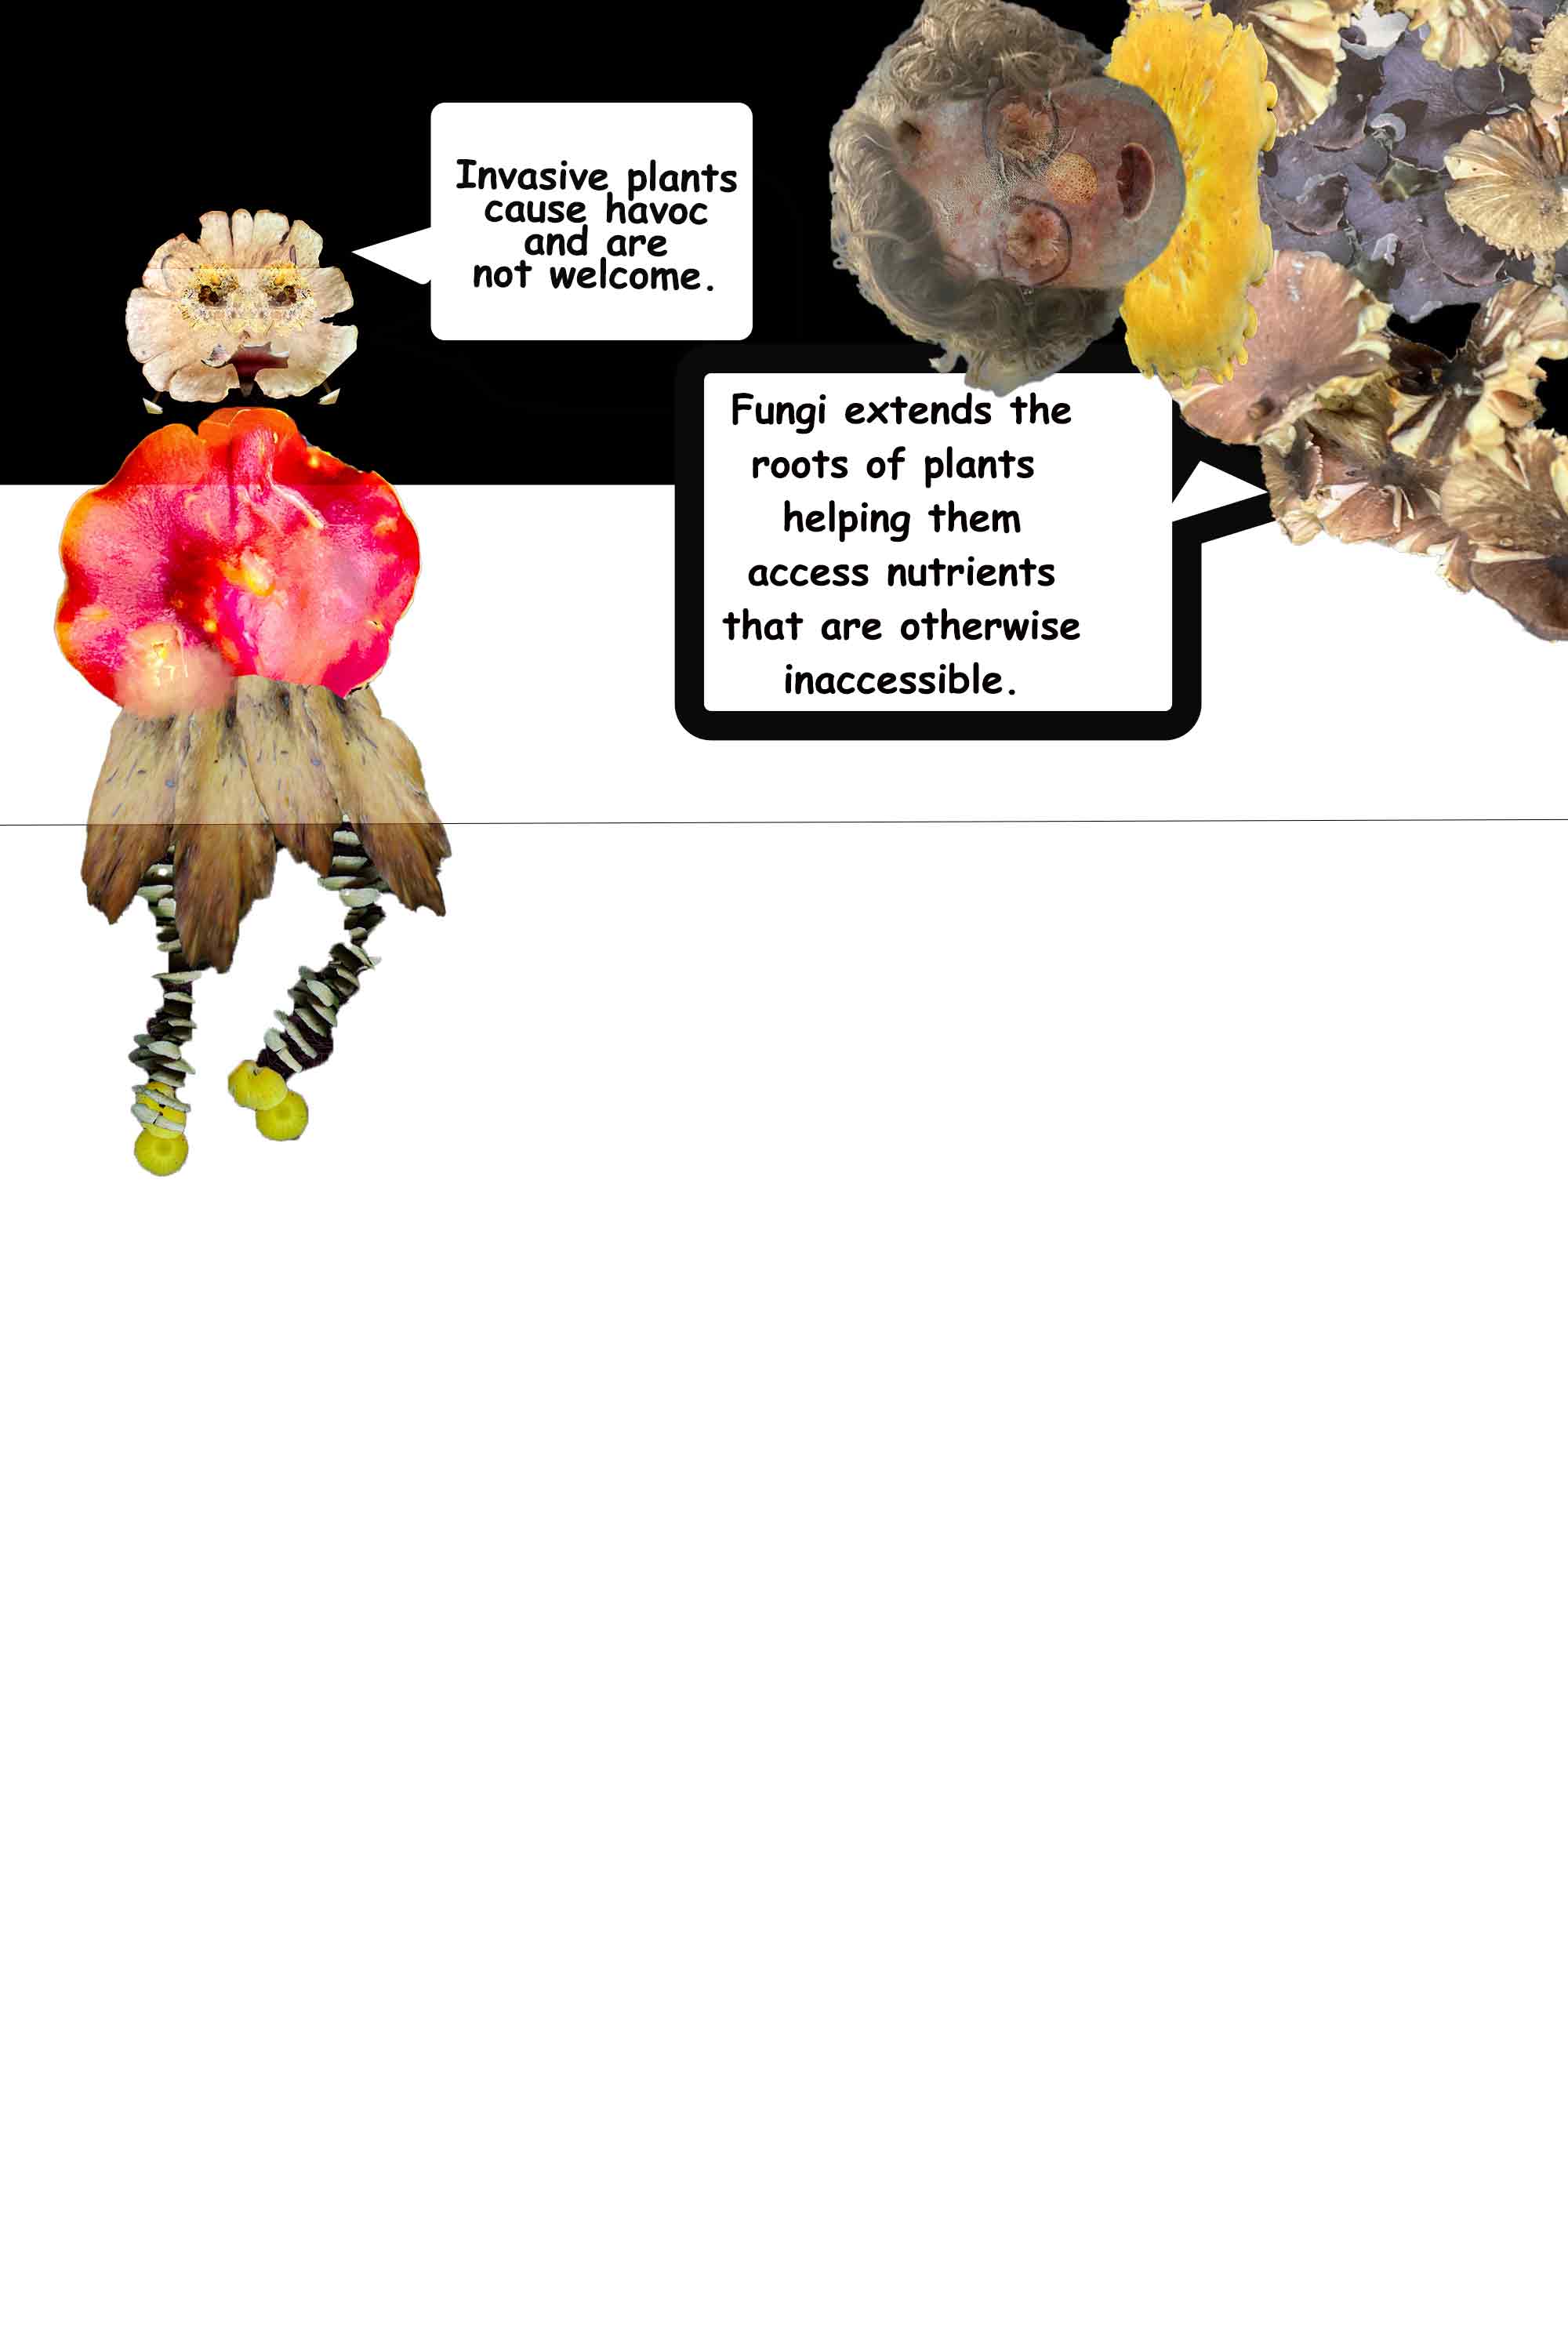 Invasive plants
cause havoc
and are
not welcome.
Fungi extends the
roots of plants
helping them
access nutrients
that are otherwise
inaccessible.